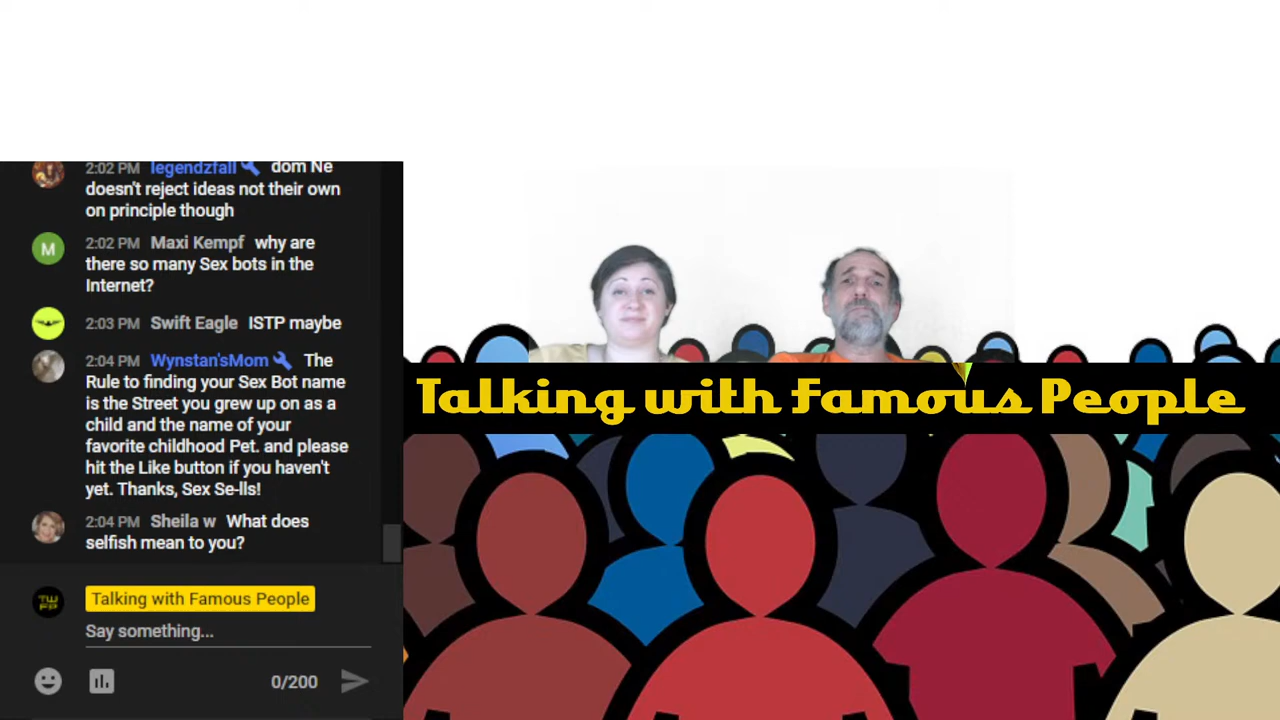 2:02 PM legendzfall dom Ne
doesn't reject ideas not their own
on principle though
M
2:02 PM Maxi Kempf why are
there so many Sex bots in the
Internet?
2:03 PM Swift Eagle ISTP maybe
2:04 PM Wynstan'sMom The
Rule to finding your Sex Bot name
is the Street you grew up on as a
child and the name of your
favorite childhood Pet. and please
hit the Like button if you haven't
yet. Thanks, Sex Se-lls!
2:04 PM Sheila w What does
selfish mean to you?
TW
FP
Talking with Famous People
Say something...
0/200
Talking with Famous People